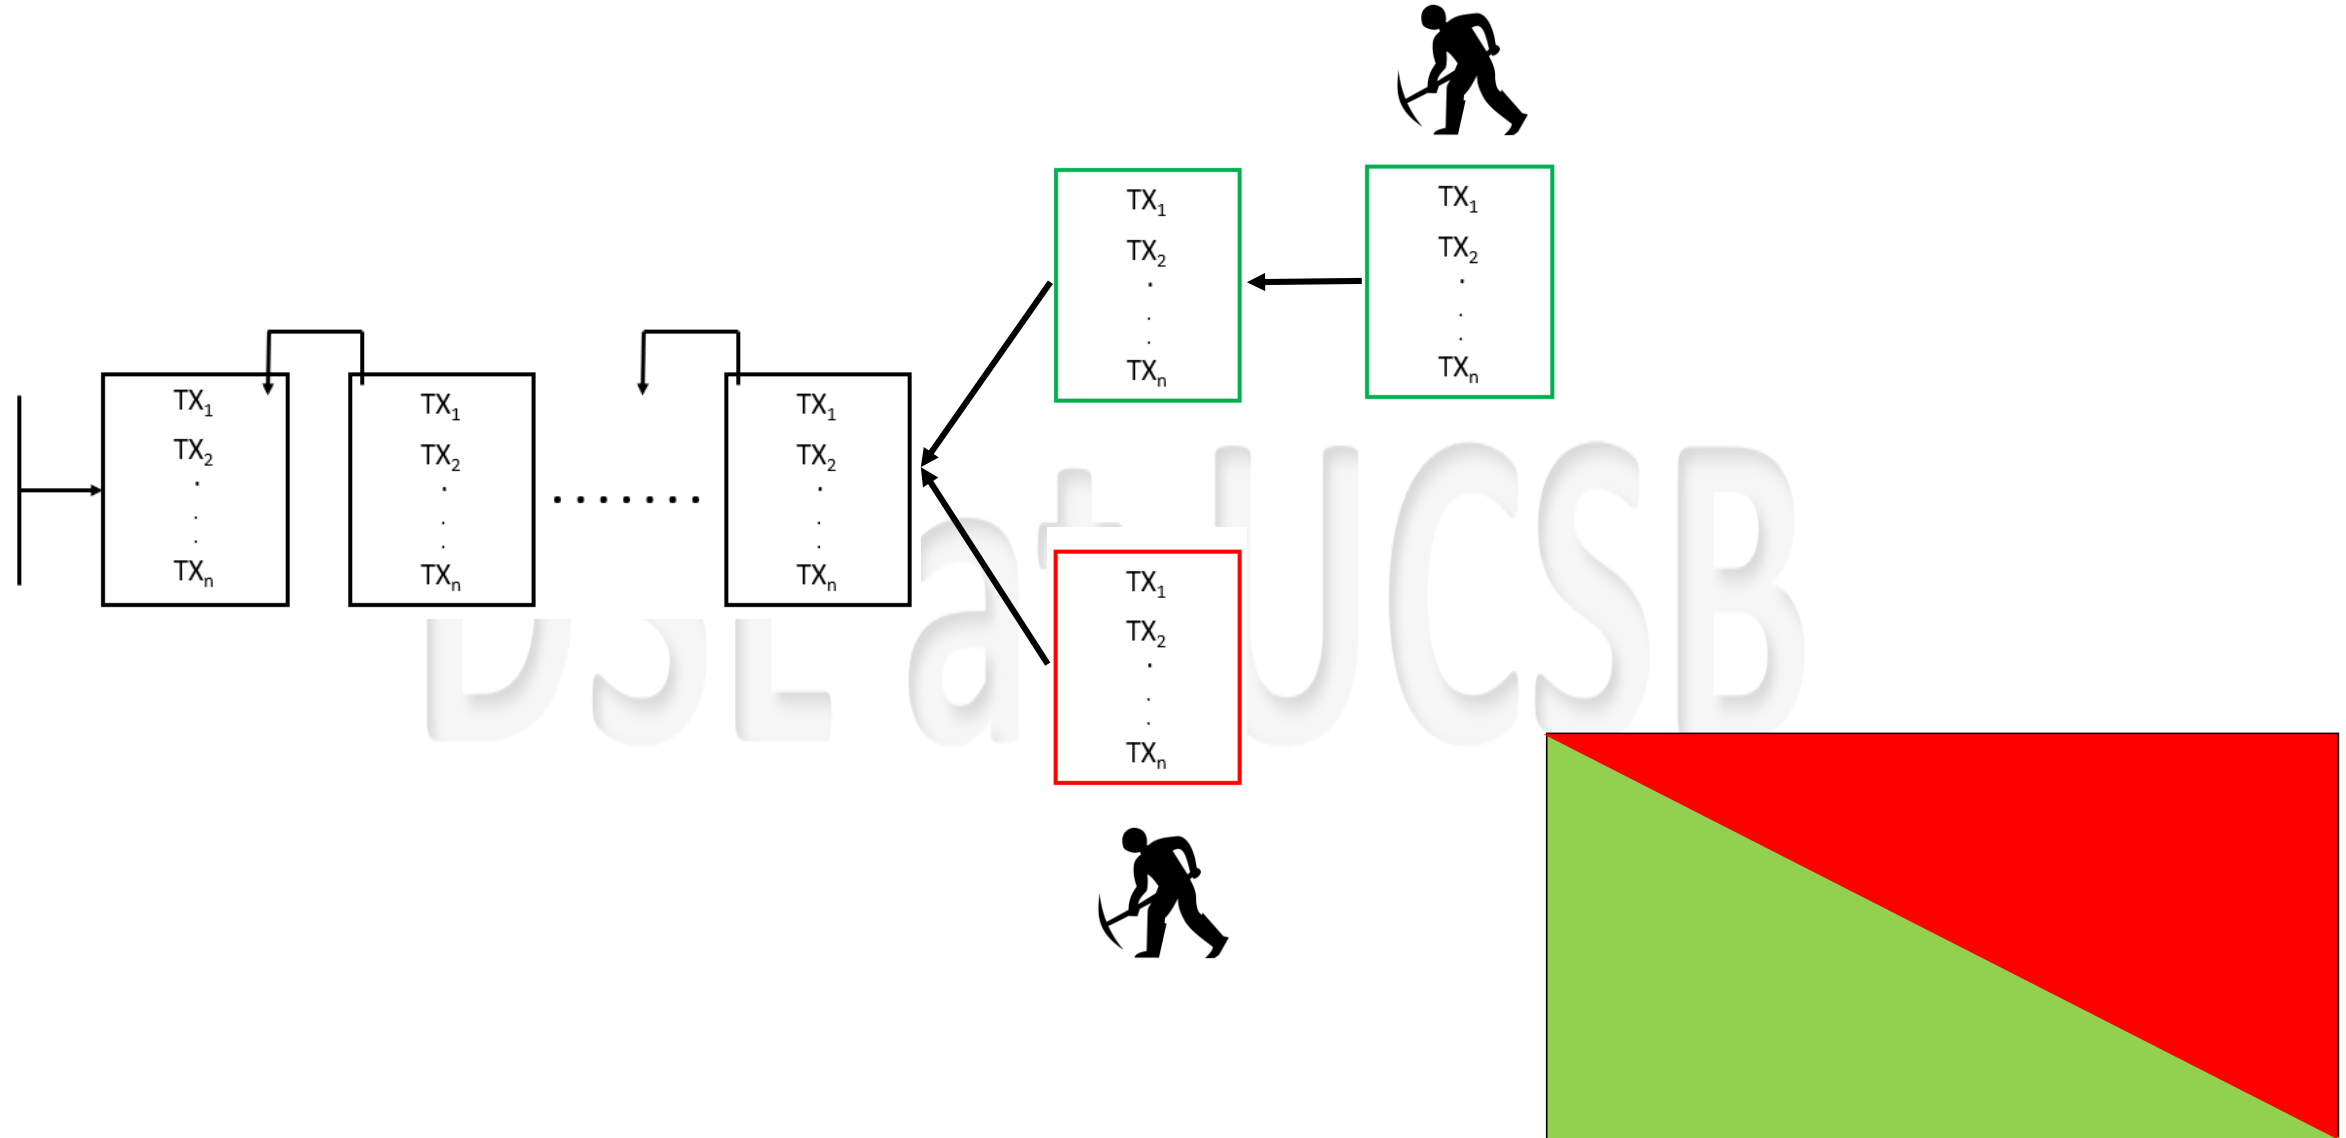 TX1
TX2
.
.
.
TXn
TX1
TX2
.
.
.
TXn
.......
TX1
TX2
.
.
.
TXn
TX1
TX2
.
.
.
TXn
TX1
TX2
.
.
.
TXn
TX1
TX2
.
.
.
TXn
DSL at UCSB